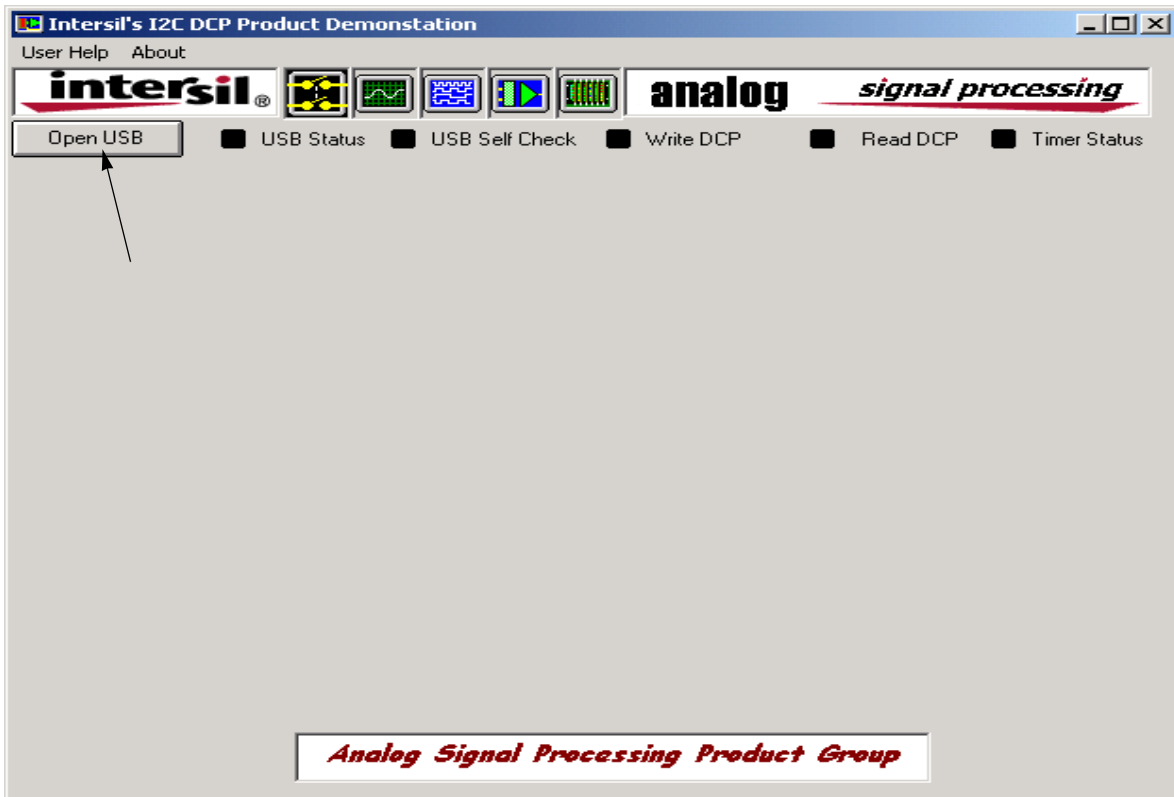 Intersil's I2C DCP Product Demonstation
User Help About
intersil® analog signal processing
Open USB USB Status USB Self Check Write DCP Read DCP Timer Status
Analog Signal Processing Product Group